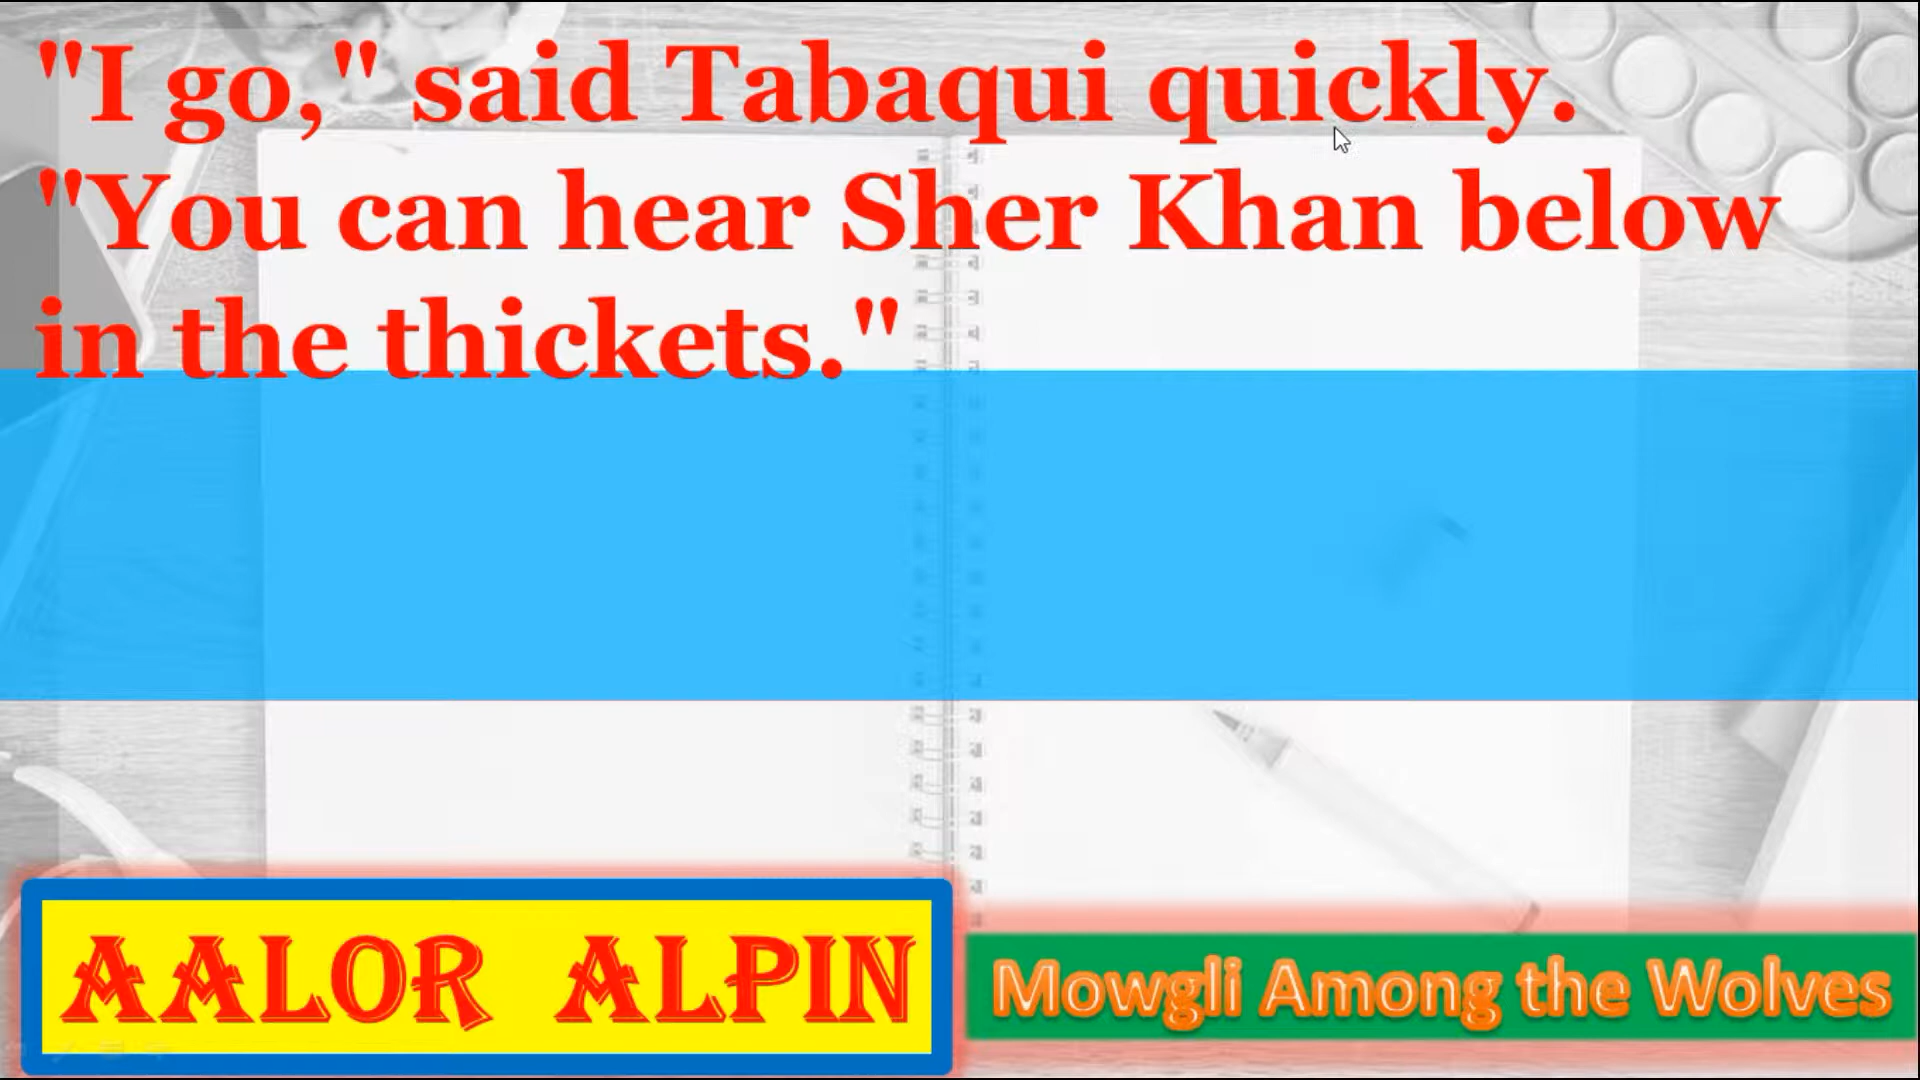 "I go," said Tabaqui quickly.
"You can hear Sher Khan below
in the thickets."
AALOR ALPIN
Mowgli Among the Wolves